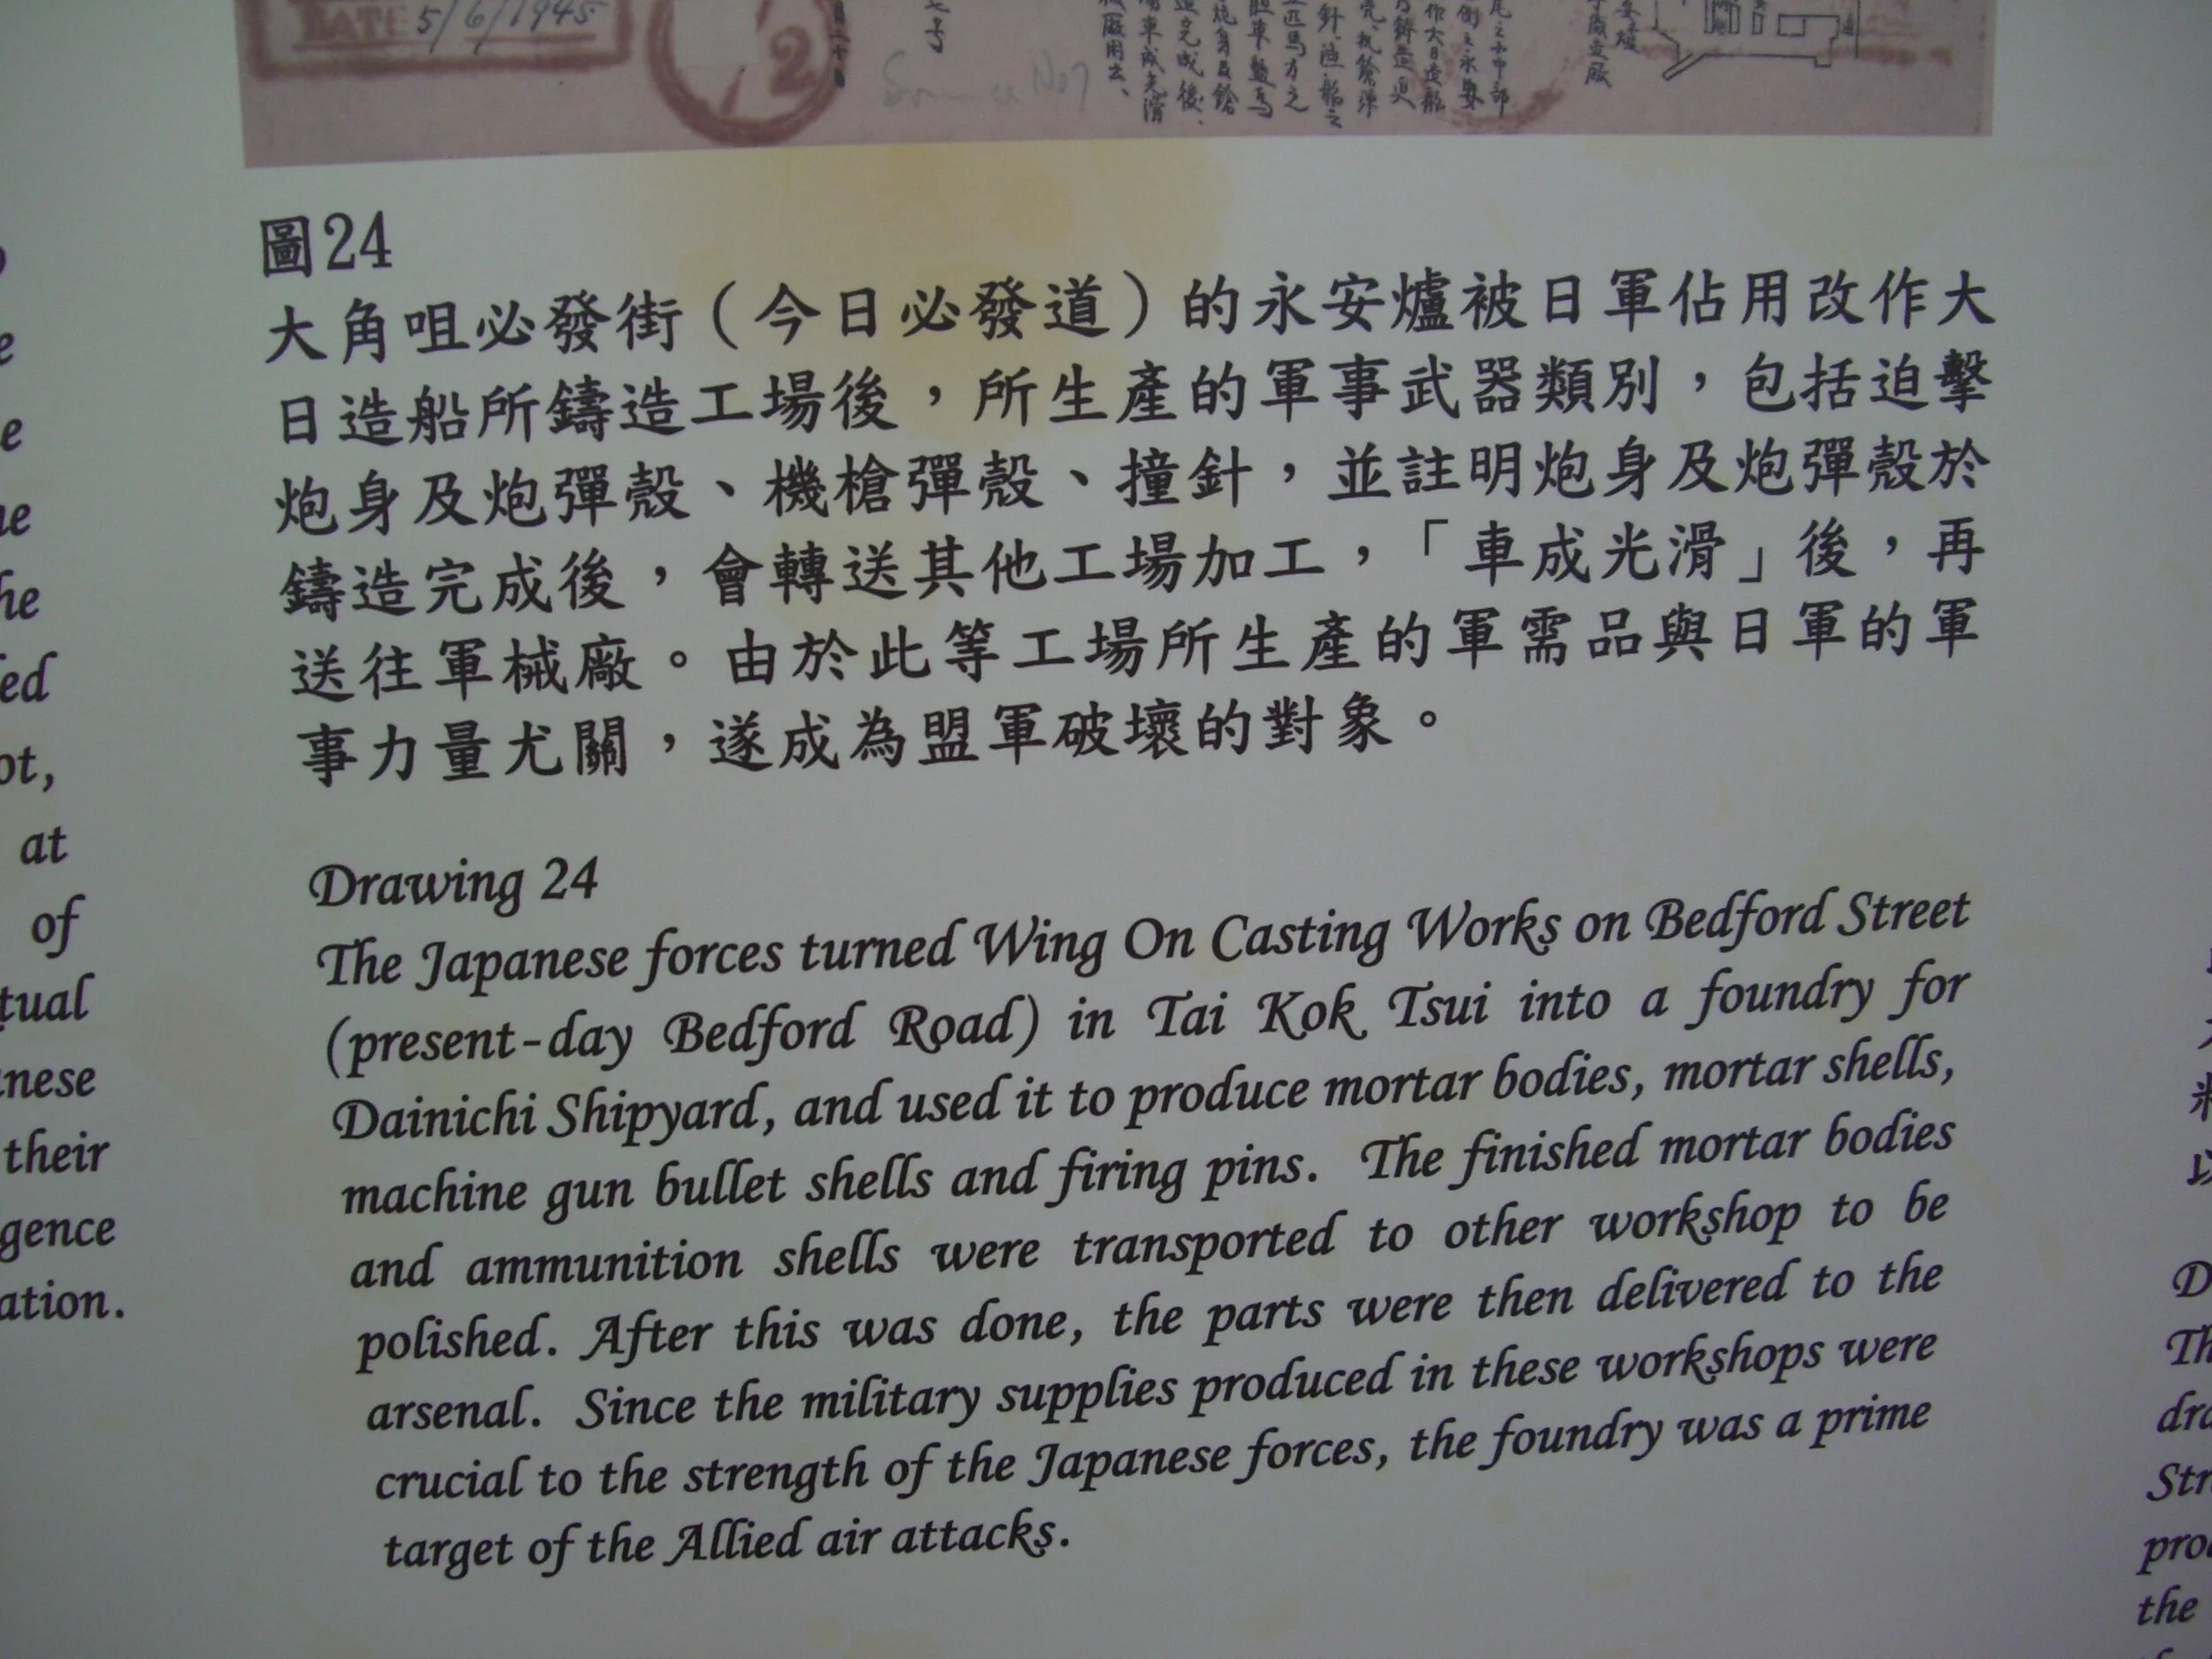 DATE 5/6/1945
2
圖24
大角咀必發街（今日必發道）的永安爐被日軍佔用改作大
日造船所鑄造工場後，所生產的軍事武器類別，包括迫擊
炮身及炮彈殼、機槍彈殼、撞針，並註明炮身及炮彈殼於
鑄造完成後，會轉送其他工場加工，「車成光滑」後，再
送往軍械廠。由於此等工場所生產的軍需品與日軍的軍
事力量尤關，遂成為盟軍破壞的對象。
Drawing 24
The Japanese forces turned Wing On Casting Works on Bedford Street
(present-day Bedford Road) in Tai Kok Tsui into a foundry for
Dainichi Shipyard, and used it to produce mortar bodies, mortar shells,
machine gun bullet shells and firing pins. The finished mortar bodies
and ammunition shells were transported to other workshop to be
polished. After this was done, the parts were then delivered to the
arsenal. Since the military supplies produced in these workshops were
crucial to the strength of the Japanese forces, the foundry was a prime
target of the Allied air attacks.
at
of
their
the